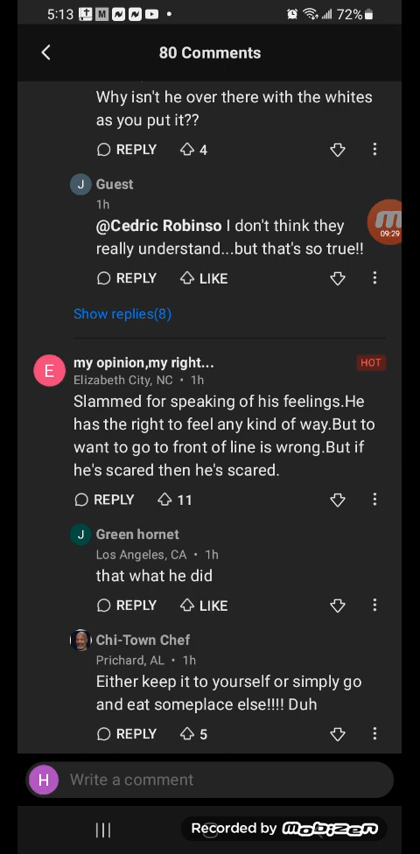 5:13 M N N 72%
80 Comments
Why isn't he over there with the whites
as you put it??
REPLY 4
J Guest
1h
@Cedric Robinso I don't think they
really understand...but that's so true!!
m
09:29
REPLY LIKE
Show replies(8)
E my opinion,my right... HOT
Elizabeth City, NC • 1h
Slammed for speaking of his feelings.He
has the right to feel any kind of way.But to
want to go to front of line is wrong.But if
he's scared then he's scared.
REPLY 11
J Green hornet
Los Angeles, CA • 1h
that what he did
REPLY LIKE
Chi-Town Chef
Prichard, AL • 1h
Either keep it to yourself or simply go
and eat someplace else!!!! Duh
REPLY 5
H Write a comment
Recorded by mobizen